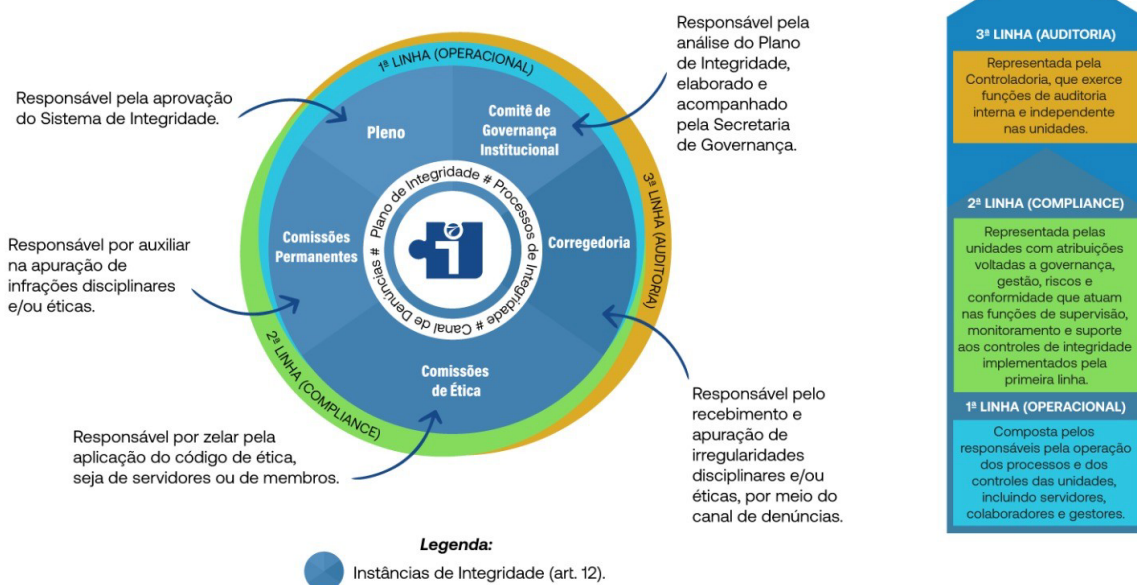 Responsável pela aprovação
do Sistema de Integridade.
Responsável por auxiliar
na apuração de
infrações disciplinares
e/ou éticas.
Responsável por zelar pela
aplicação do código de ética,
seja de servidores ou de membros.
1ª LINHA (OPERACIONAL)
2ª LINHA (COMPLIANCE)
3ª LINHA (AUDITORIA)
Pleno
Comitê de
Governança
Institucional
Comissões
Permanentes
Corregedoria
Comissões
de Ética
Plano de Integridade # Processos de Integridade # Canal de Denúncias #
i
Responsável pela
análise do Plano
de Integridade,
elaborado e
acompanhado
pela Secretaria
de Governança.
Responsável pelo
recebimento e
apuração de
irregularidades
disciplinares e/ou
éticas, por meio do
canal de denúncias.
Legenda:
Instâncias de Integridade (art. 12).
3ª LINHA (AUDITORIA)
Representada pela
Controladoria, que exerce
funções de auditoria
interna e independente
nas unidades.
2ª LINHA (COMPLIANCE)
Representada pelas
unidades com atribuições
voltadas a governança,
gestão, riscos e
conformidade que atuam
nas funções de supervisão,
monitoramento e suporte
aos controles de integridade
implementados pela
primeira linha.
1ª LINHA (OPERACIONAL)
Composta pelos
responsáveis pela operação
dos processos e dos
controles das unidades,
incluindo servidores,
colaboradores e gestores.